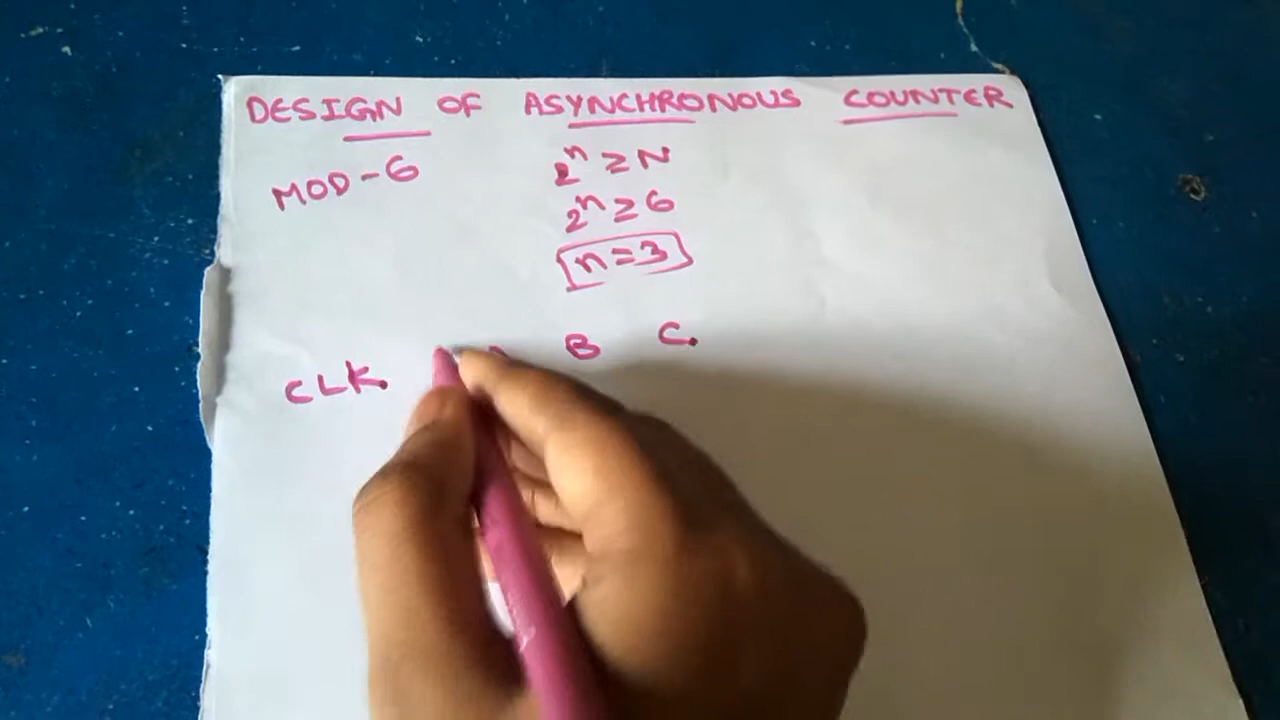 DESIGN OF ASYNCHRONOUS COUNTER
MOD-6
2ⁿ ≥ N
2ⁿ ≥ 6
n=3
CLK B C